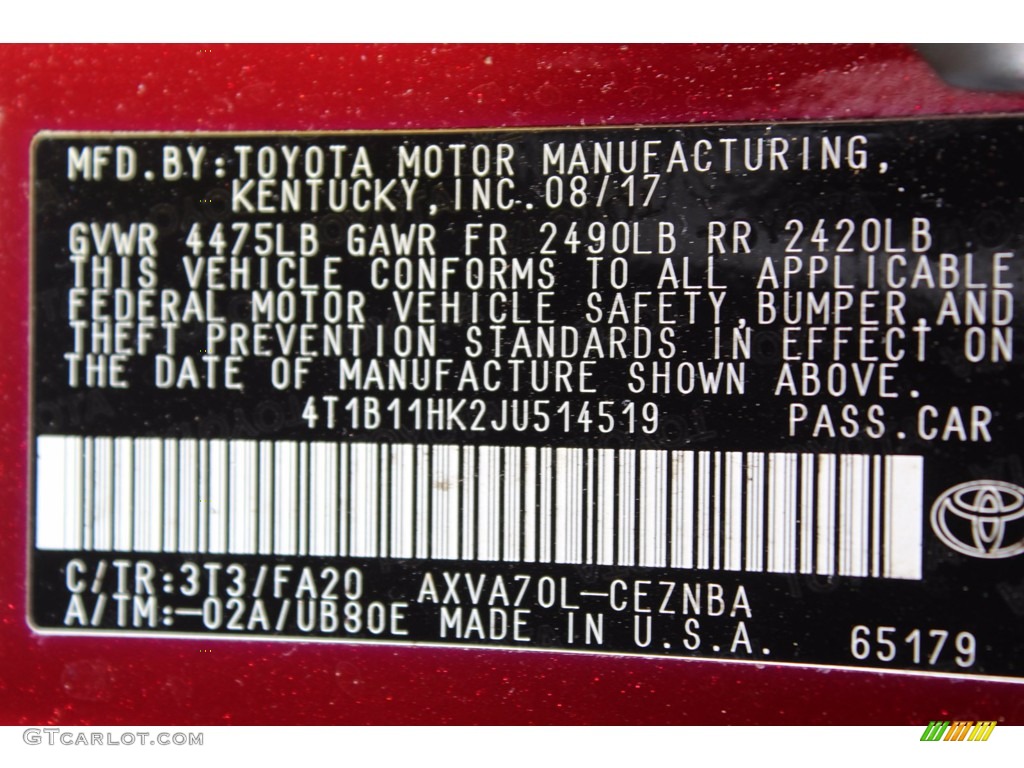 MFD.BY:TOYOTA MOTOR MANUFACTURING,
KENTUCKY,INC.08/17
GVWR 4475LB GAWR FR 2490LB RR 2420LB
THIS VEHICLE CONFORMS TO ALL APPLICABLE
FEDERAL MOTOR VEHICLE SAFETY,BUMPER,AND
THEFT PREVENTION STANDARDS IN EFFECT ON
THE DATE OF MANUFACTURE SHOWN ABOVE.
4T1B11HK2JU514519 PASS.CAR
C/TR:3T3/FA20 AXVA70L-CEZNBA
A/TM:-02A/UB80E MADE IN U.S.A. 65179
GTCarLot.com